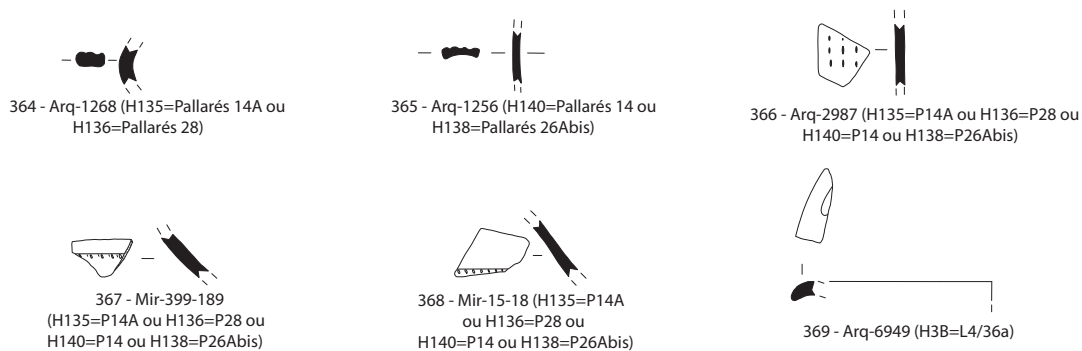 364 - Arq-1268 (H135=Pallarés 14A ou
H136=Pallarés 28)
365 - Arq-1256 (H140=Pallarés 14 ou
H138=Pallarés 26Abis)
366 - Arq-2987 (H135=P14A ou H136=P28 ou
H140=P14 ou H138=P26Abis)
367 - Mir-399-189
(H135=P14A ou H136=P28 ou
H140=P14 ou H138=P26Abis)
368 - Mir-15-18 (H135=P14A
ou H136=P28 ou
H140=P14 ou H138=P26Abis)
369 - Arq-6949 (H3B=L4/36a)